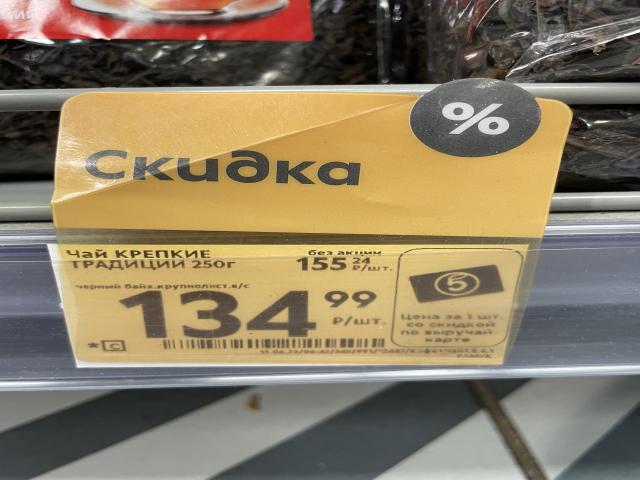 %
Скидка
Чай КРЕПКИЕ
ТРАДИЦИИ 250г
без акции
155 24
₽/шт.
черный байх.крупнолист.в/с
134 99
₽/шт.
*С
5
Цена за 1 шт.
со скидкой
по выручай
карте